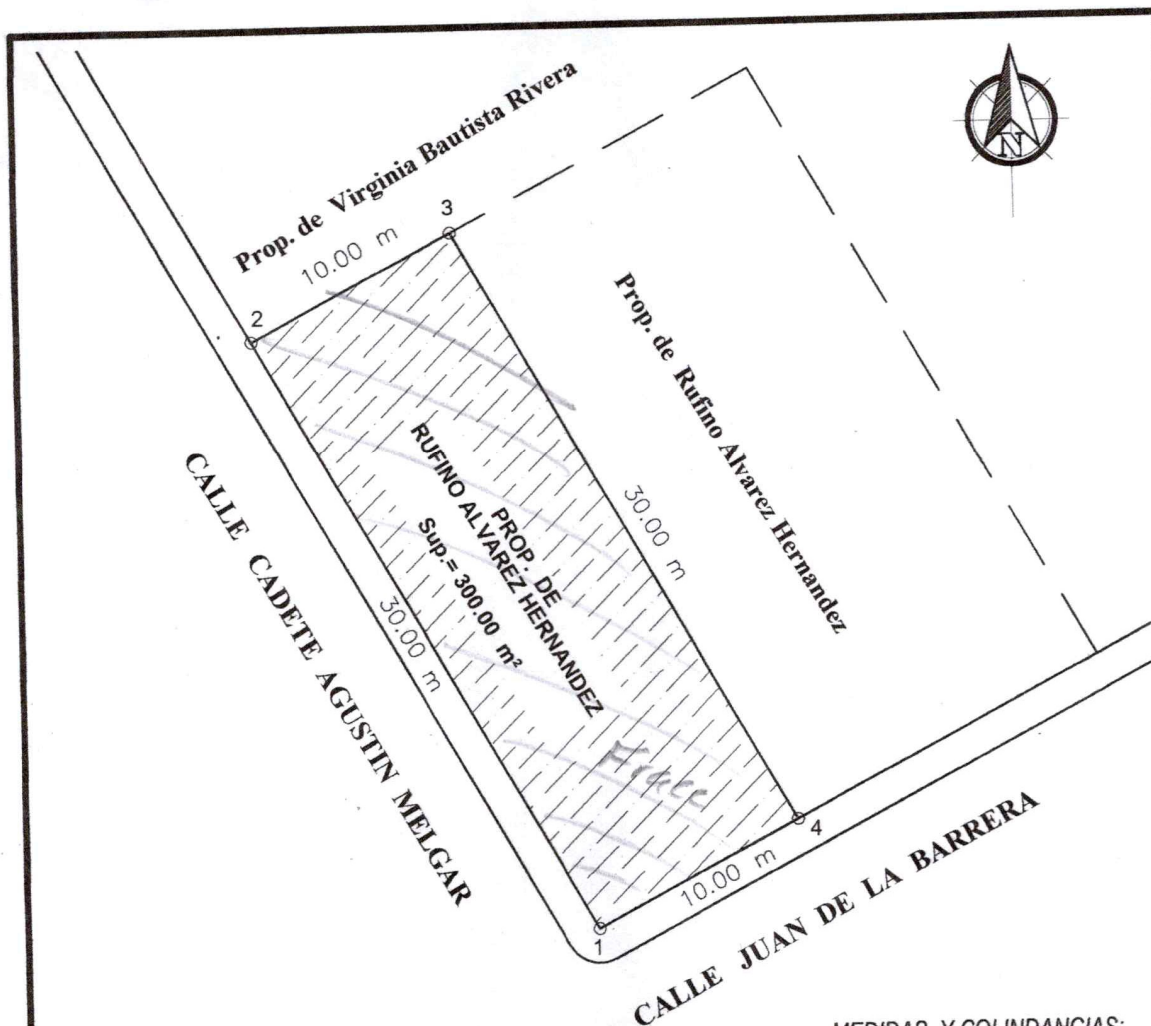 Prop. de Virginia Bautista Rivera
N
3
10.00 m
2
Prop. de Rufino Alvarez Hernandez
PROP. DE
RUFINO ALVAREZ HERNANDEZ
Sup.= 300.00 m²
30.00 m
30.00 m
CALLE CADETE AGUSTIN MELGAR
4
10.00 m
1
CALLE JUAN DE LA BARRERA
MEDIDAS Y COLINDANCIAS: